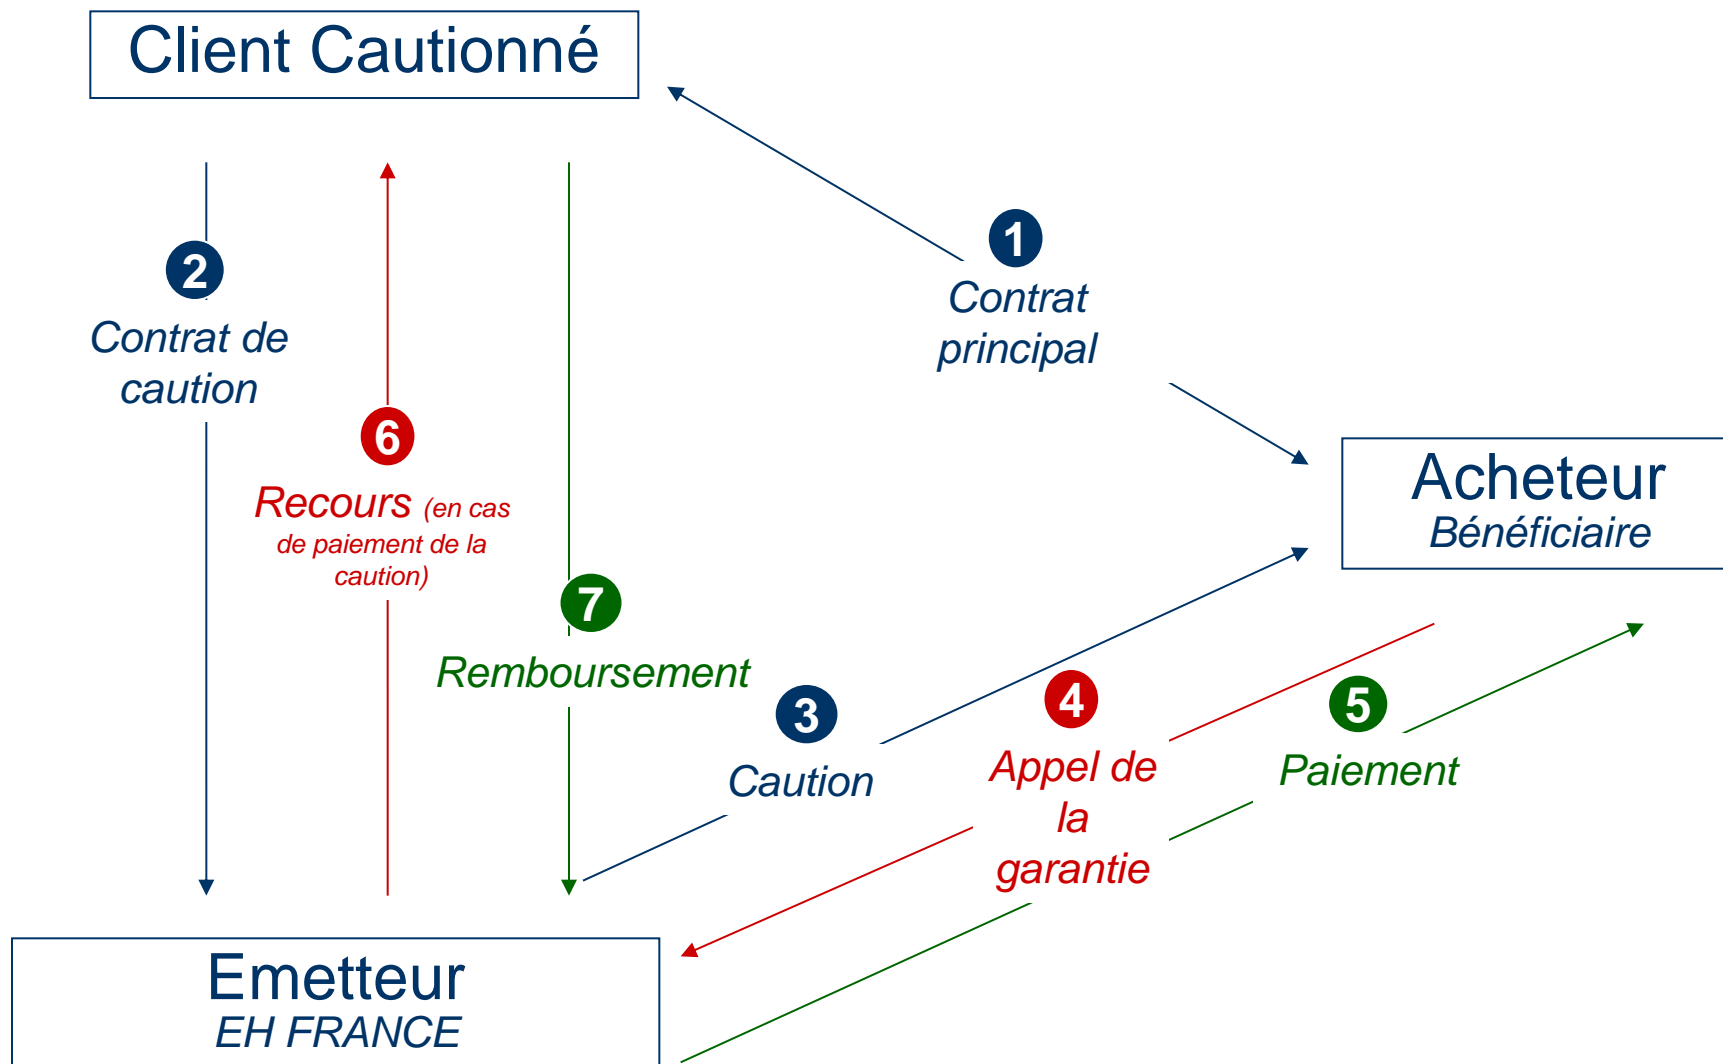 Client Cautionné
1
Contrat
principal
2
Contrat de
caution
6
Recours (en cas
de paiement de la
caution)
Acheteur
Bénéficiaire
7
Remboursement
3
Caution
4
Appel de
la
garantie
5
Paiement
Emetteur
EH FRANCE